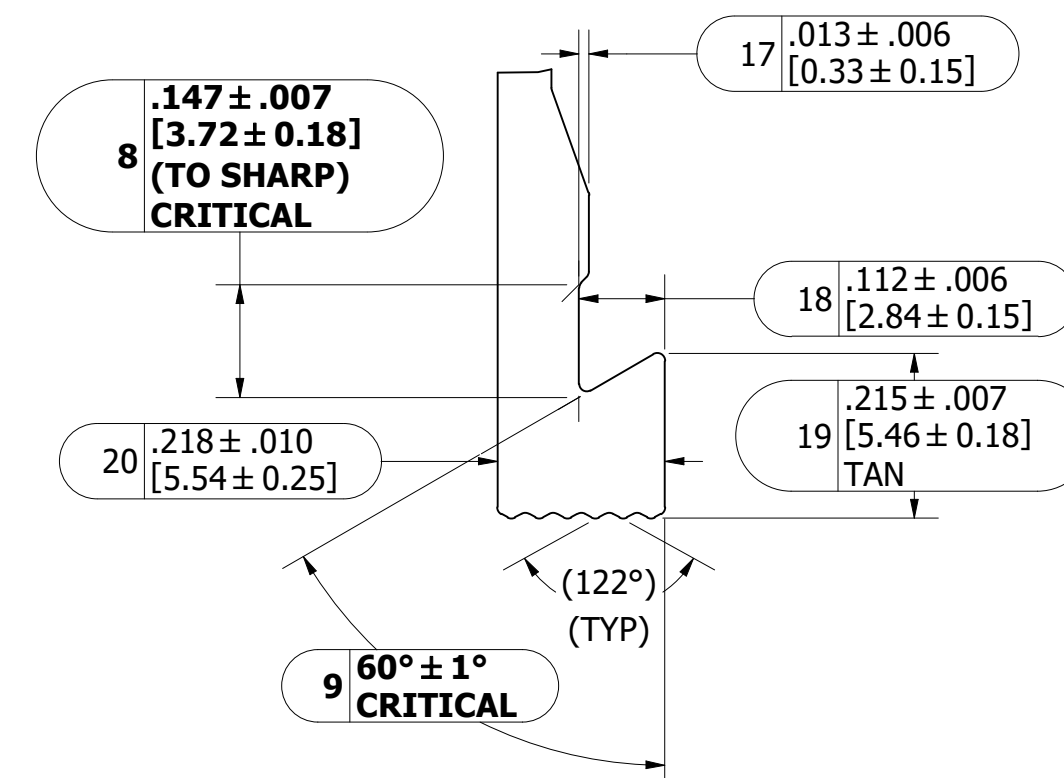 17
.013 ± .006
[0.33 ± 0.15]
8
.147 ± .007
[3.72 ± 0.18]
(TO SHARP)
CRITICAL
18
.112 ± .006
[2.84 ± 0.15]
19
.215 ± .007
[5.46 ± 0.18]
TAN
20
.218 ± .010
[5.54 ± 0.25]
(122°)
(TYP)
9
60° ± 1°
CRITICAL